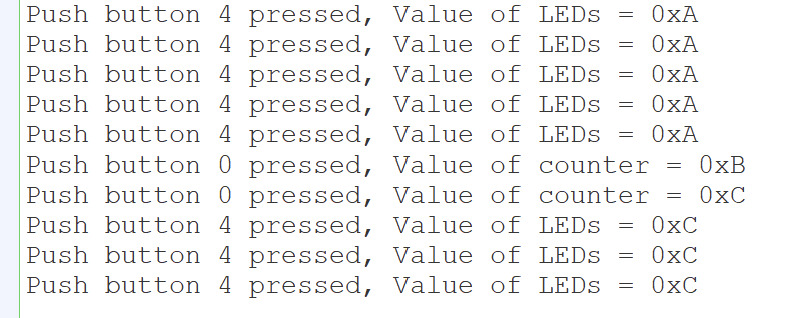 Push button 4 pressed, Value of LEDs = 0xA
Push button 4 pressed, Value of LEDs = 0xA
Push button 4 pressed, Value of LEDs = 0xA
Push button 4 pressed, Value of LEDs = 0xA
Push button 4 pressed, Value of LEDs = 0xA
Push button 0 pressed, Value of counter = 0xB
Push button 0 pressed, Value of counter = 0xC
Push button 4 pressed, Value of LEDs = 0xC
Push button 4 pressed, Value of LEDs = 0xC
Push button 4 pressed, Value of LEDs = 0xC